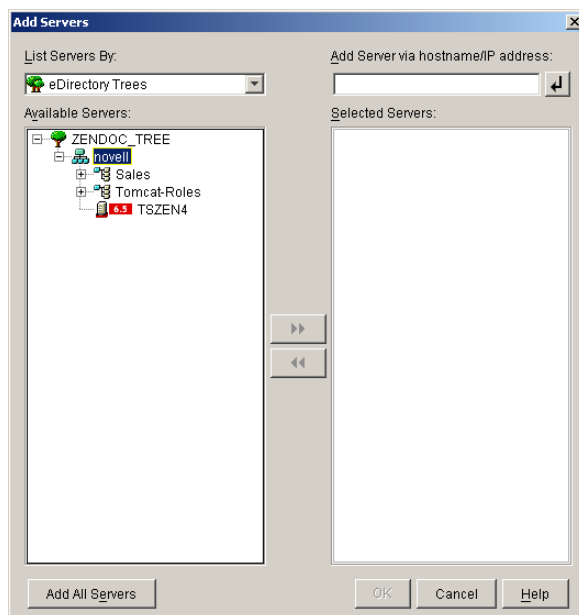 Add Servers
List Servers By:
Add Server via hostname/IP address:
eDirectory Trees
Available Servers:
Selected Servers:
ZENDOC_TREE
novell
Sales
Tomcat-Roles
6.5 TSZEN4
Add All Servers
OK
Cancel
Help